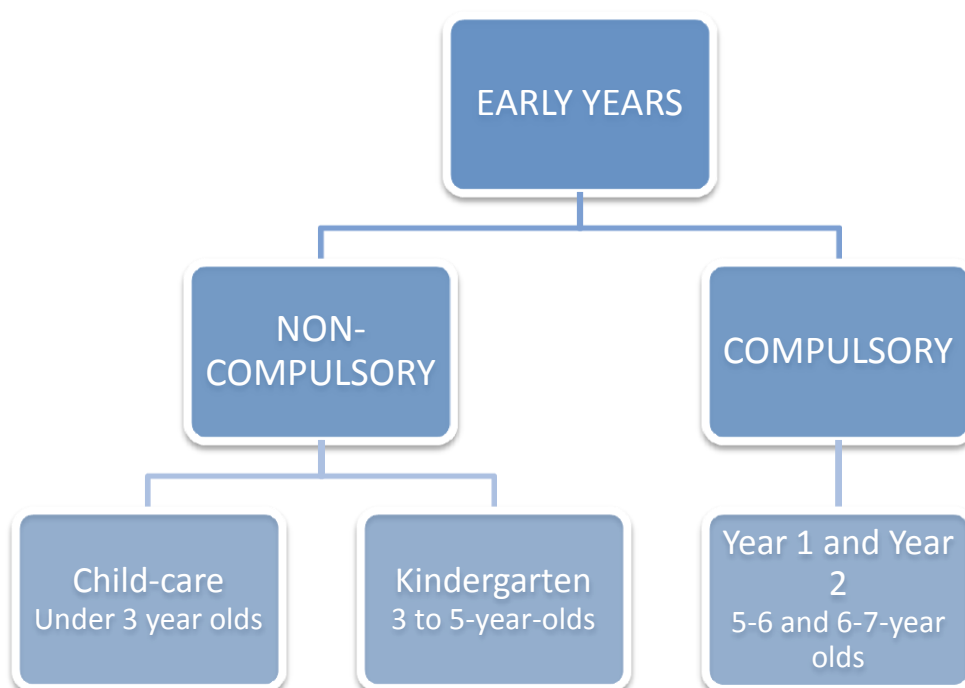 EARLY YEARS
NON-
COMPULSORY
COMPULSORY
Child-care
Under 3 year olds
Kindergarten
3 to 5-year-olds
Year 1 and Year
2
5-6 and 6-7-year
olds